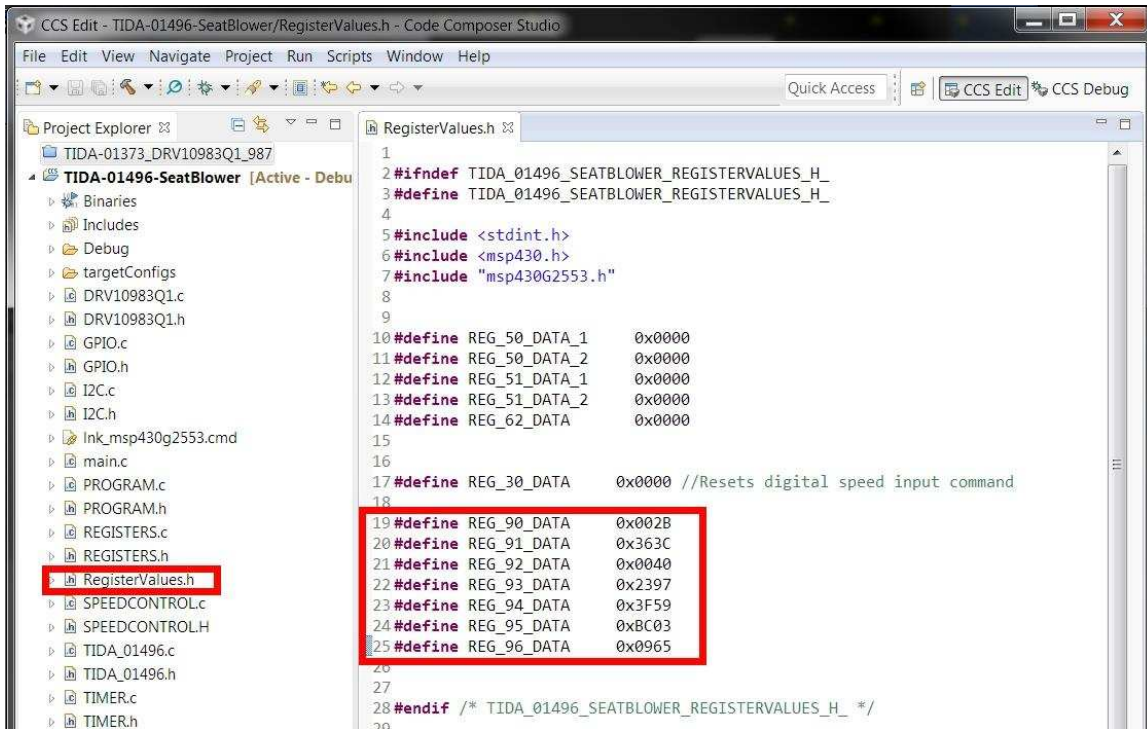 CCS Edit - TIDA-01496-SeatBlower/RegisterValues.h - Code Composer Studio
File Edit View Navigate Project Run Scripts Window Help
Quick Access CCS Edit CCS Debug
Project Explorer
TIDA-01373_DRV10983Q1_987
TIDA-01496-SeatBlower [Active - Debu
Binaries
Includes
Debug
targetConfigs
DRV10983Q1.c
DRV10983Q1.h
GPIO.c
GPIO.h
I2C.c
I2C.h
lnk_msp430g2553.cmd
main.c
PROGRAM.c
PROGRAM.h
REGISTERS.c
REGISTERS.h
RegisterValues.h
SPEEDCONTROL.c
SPEEDCONTROL.H
TIDA_01496.c
TIDA_01496.h
TIMER.c
TIMER.h
RegisterValues.h
1
2 #ifndef TIDA_01496_SEATBLOWER_REGISTERVALUES_H_
3 #define TIDA_01496_SEATBLOWER_REGISTERVALUES_H_
4
5 #include <stdint.h>
6 #include <msp430.h>
7 #include "msp430G2553.h"
8
9
10 #define REG_50_DATA_1 0x0000
11 #define REG_50_DATA_2 0x0000
12 #define REG_51_DATA_1 0x0000
13 #define REG_51_DATA_2 0x0000
14 #define REG_62_DATA 0x0000
15
16
17 #define REG_30_DATA 0x0000 //Resets digital speed input command
18
19 #define REG_90_DATA 0x002B
20 #define REG_91_DATA 0x363C
21 #define REG_92_DATA 0x0040
22 #define REG_93_DATA 0x2397
23 #define REG_94_DATA 0x3F59
24 #define REG_95_DATA 0xBC03
25 #define REG_96_DATA 0x0965
26
27
28 #endif /* TIDA_01496_SEATBLOWER_REGISTERVALUES_H_ */
29